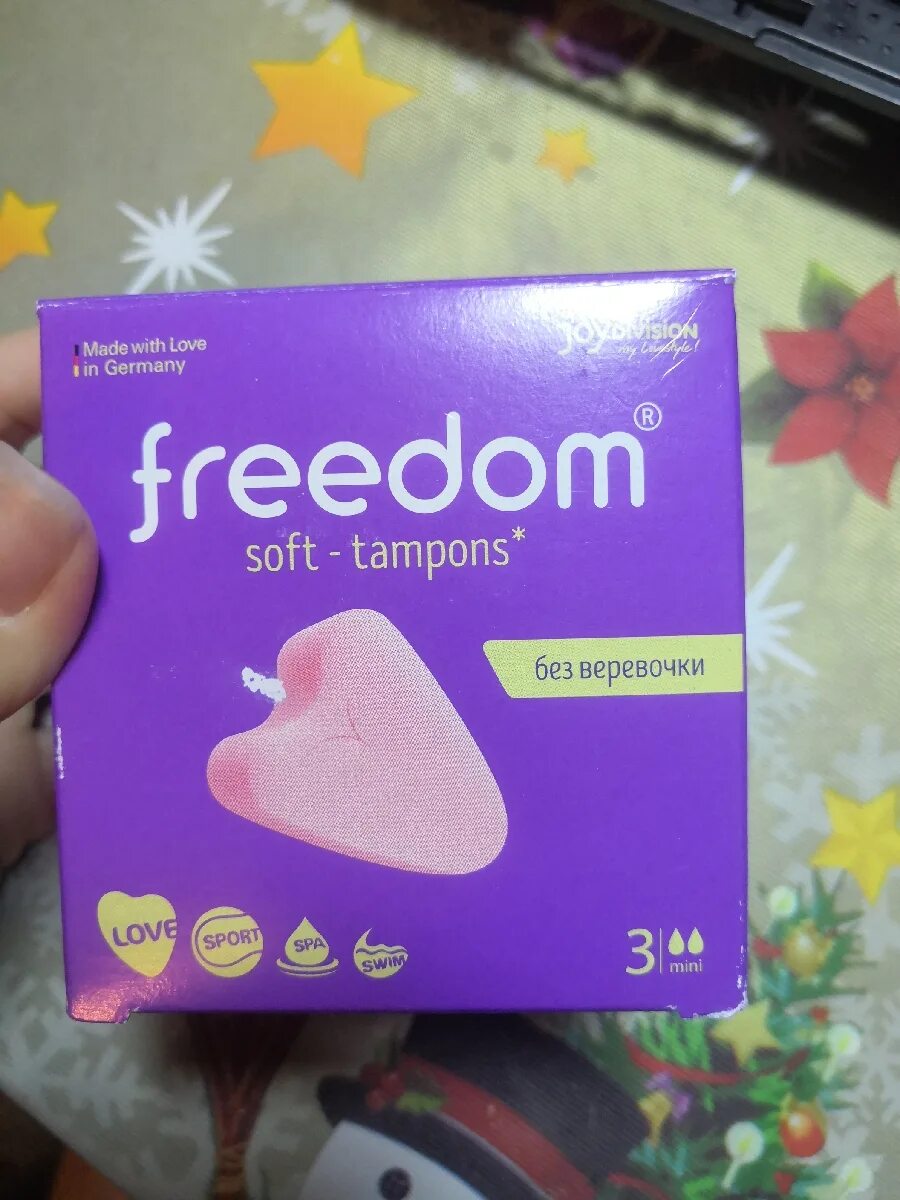 Made with Love
in Germany
JOYDIVISION
my Lovestyle!
freedom®
soft - tampons*
без веревочки
LOVE
SPORT
SPA
SWIM
3
mini